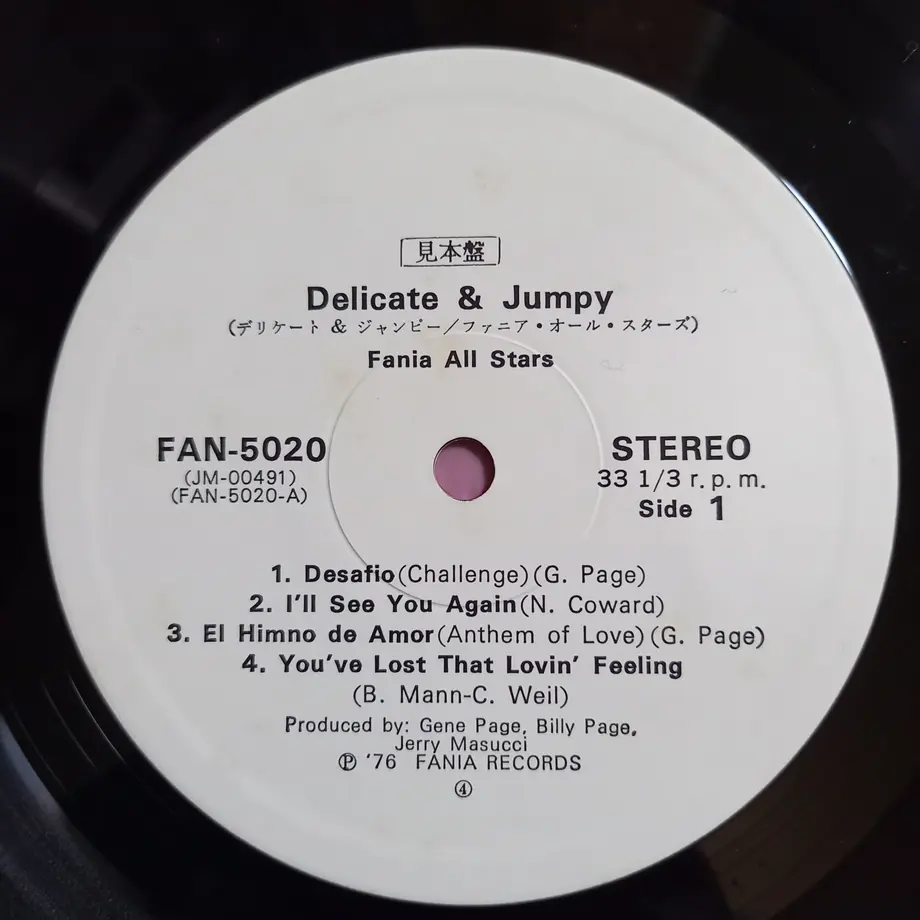 見本盤
Delicate & Jumpy
(デリケート & ジャンピー/ファニア・オール・スターズ)
Fania All Stars
FAN-5020
(JM-00491)
(FAN-5020-A)
STEREO
33 1/3 r.p.m.
Side 1
1. Desafio(Challenge)(G. Page)
2. I'll See You Again(N. Coward)
3. El Himno de Amor(Anthem of Love)(G. Page)
4. You've Lost That Lovin' Feeling
(B. Mann-C. Weil)
Produced by: Gene Page, Billy Page,
Jerry Masucci
℗ '76 FANIA RECORDS
④